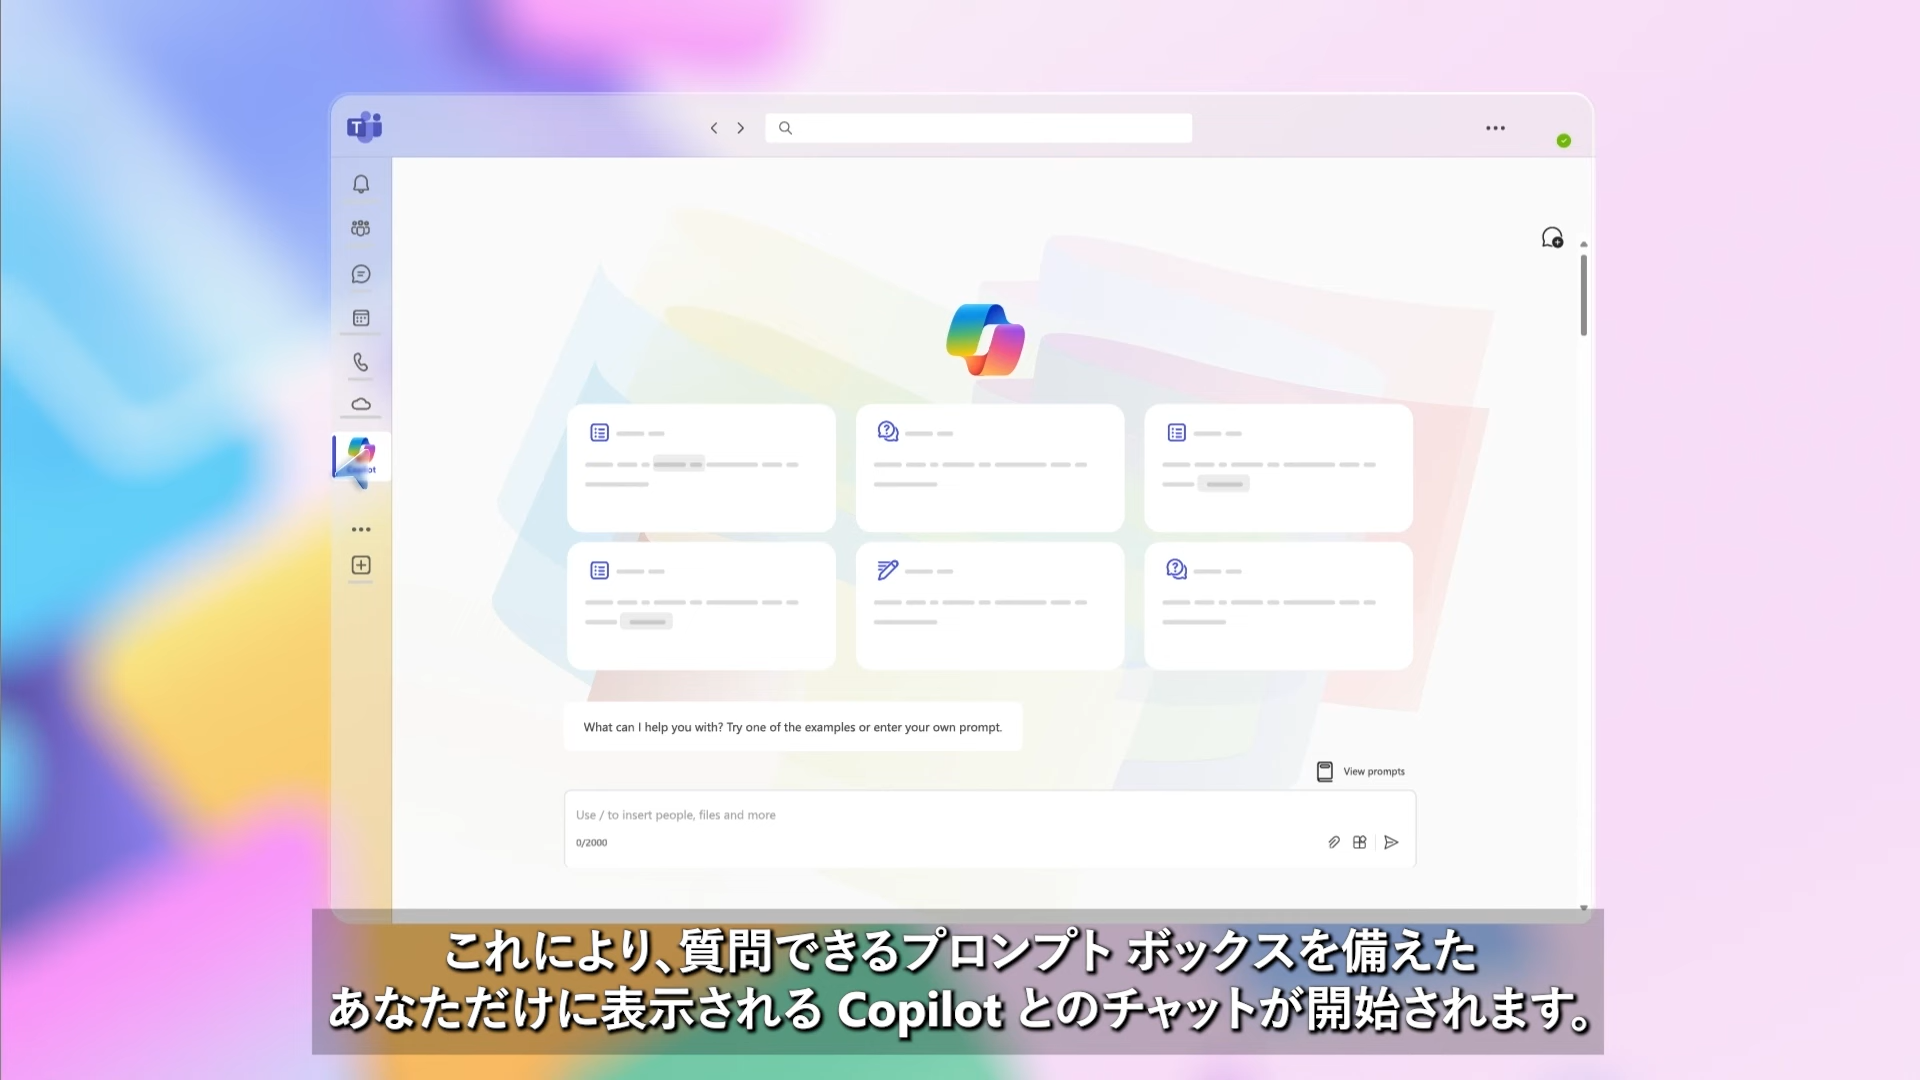 T
Copilot
What can I help you with? Try one of the examples or enter your own prompt.
View prompts
Use / to insert people, files and more
0/2000
これにより、質問できるプロンプト ボックスを備えた
あなただけに表示される Copilot とのチャットが開始されます。